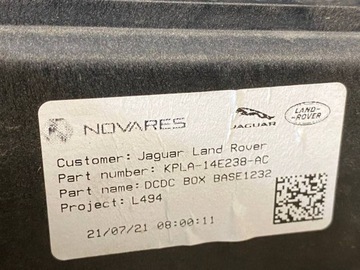 NOVARES
JAGUAR
LAND-
ROVER
Customer: Jaguar Land Rover
Part number: KPLA-14E238-AC
Part name: DCDC BOX BASE1232
Project: L494
21/07/21 08:00:11